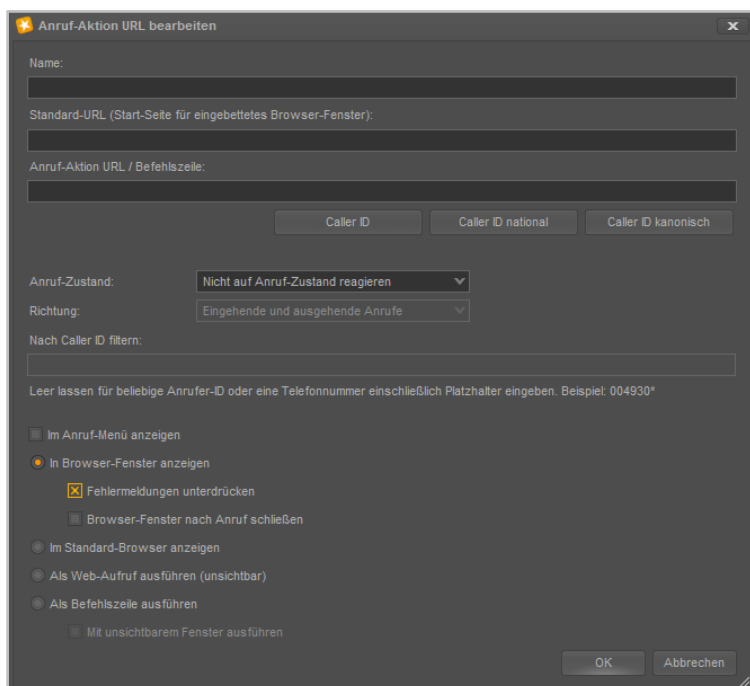 Anruf-Aktion URL bearbeiten
Name:
Standard-URL (Start-Seite für eingebettetes Browser-Fenster):
Anruf-Aktion URL / Befehlszeile:
Caller ID Caller ID national Caller ID kanonisch
Anruf-Zustand: Nicht auf Anruf-Zustand reagieren
Richtung: Eingehende und ausgehende Anrufe
Nach Caller ID filtern:
Leer lassen für beliebige Anrufer-ID oder eine Telefonnummer einschließlich Platzhalter eingeben. Beispiel: 004930*
Im Anruf-Menü anzeigen
In Browser-Fenster anzeigen
Fehlermeldungen unterdrücken
Browser-Fenster nach Anruf schließen
Im Standard-Browser anzeigen
Als Web-Aufruf ausführen (unsichtbar)
Als Befehlszeile ausführen
Mit unsichtbarem Fenster ausführen
OK Abbrechen